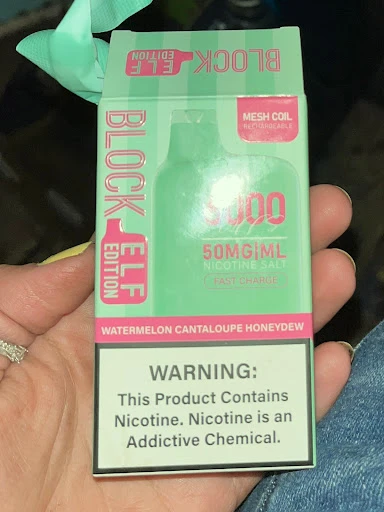 BLOCK
ELF
EDITION
MESH COIL
RECHARGEABLE
BLOCK
ELF
EDITION
5000
50MG|ML
NICOTINE SALT
FAST CHARGE
WATERMELON CANTALOUPE HONEYDEW
WARNING:
This Product Contains
Nicotine. Nicotine is an
Addictive Chemical.